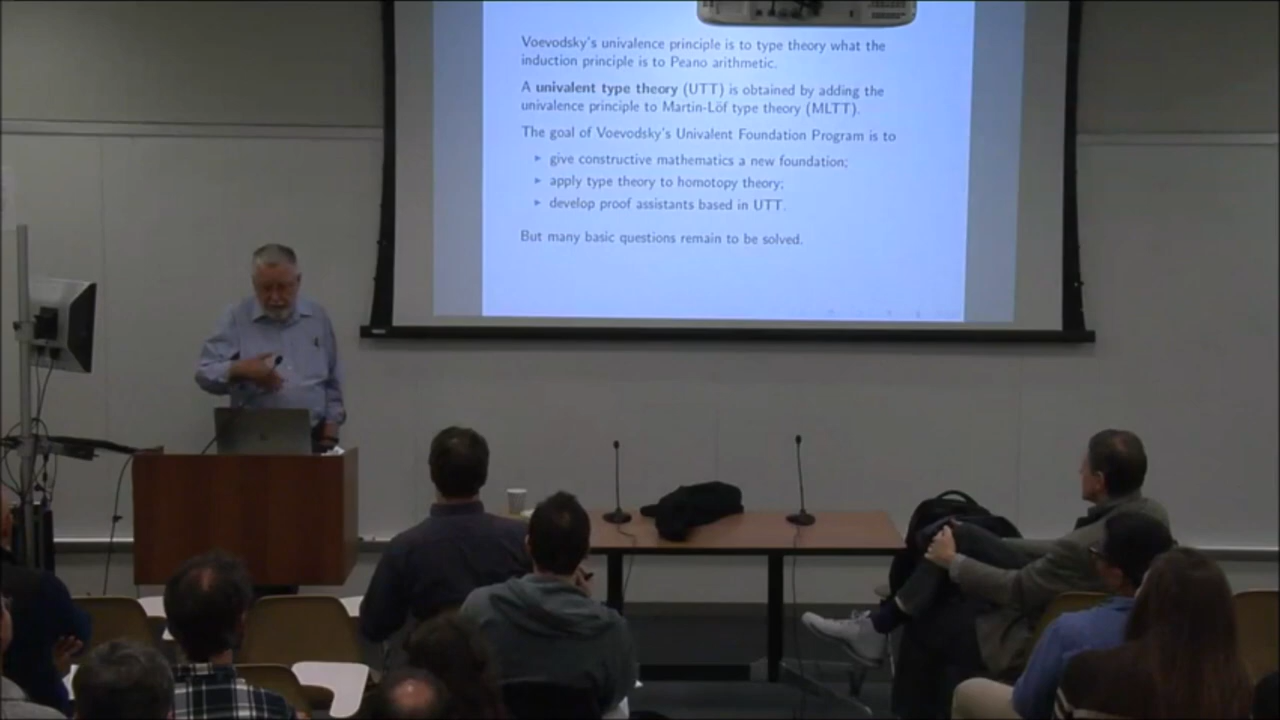 Voevodsky's univalence principle is to type theory what the
induction principle is to Peano arithmetic.
A univalent type theory (UTT) is obtained by adding the
univalence principle to Martin-Löf type theory (MLTT).
The goal of Voevodsky's Univalent Foundation Program is to
▶ give constructive mathematics a new foundation;
▶ apply type theory to homotopy theory;
▶ develop proof assistants based in UTT.
But many basic questions remain to be solved.